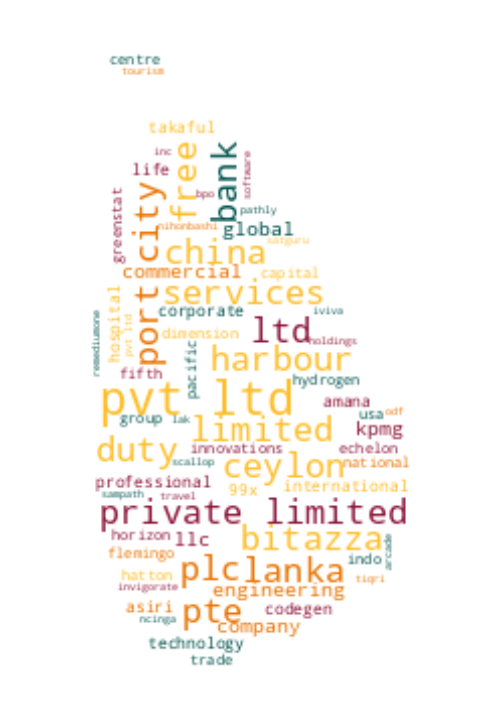 centre
tourism
takaful
free
bank
inc
software
life
bpo
port city
greenstat
pathly
nihonbashi
global
satguru
china
commercial
capital
services
hospital
pvt ltd
corporate
iviva
remediumone
dimension
ltd
holdings
pacific
harbour
fifth
hydrogen
pvt ltd
amana
group
lak
usa
odf
limited
kpmg
duty
innovations
echelon
scallop
ceylon
national
professional
99x
international
sampath
travel
private limited
horizon
llc
bitazza
arcade
flemingo
indo
plc
lanka
hatton
tiqri
invigorate
engineering
asiri
pte
codegen
ncinga
company
technology
trade